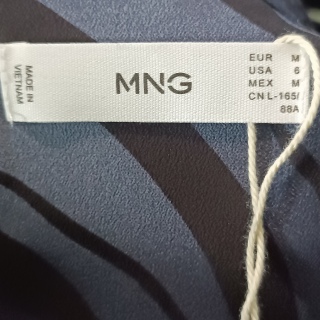 MADE IN
VIETNAM
MNG
EUR M
USA 6
MEX M
CN L-165/
88A